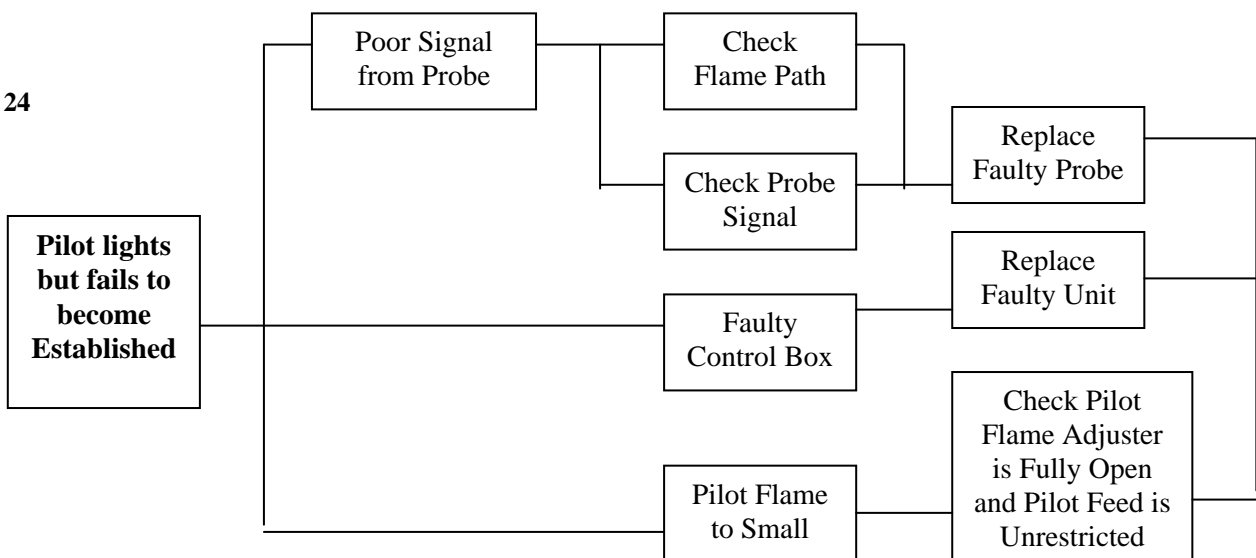 24
Pilot lights
but fails to
become
Established
Poor Signal
from Probe
Check
Flame Path
Check Probe
Signal
Replace
Faulty Probe
Faulty
Control Box
Replace
Faulty Unit
Pilot Flame
to Small
Check Pilot
Flame Adjuster
is Fully Open
and Pilot Feed is
Unrestricted